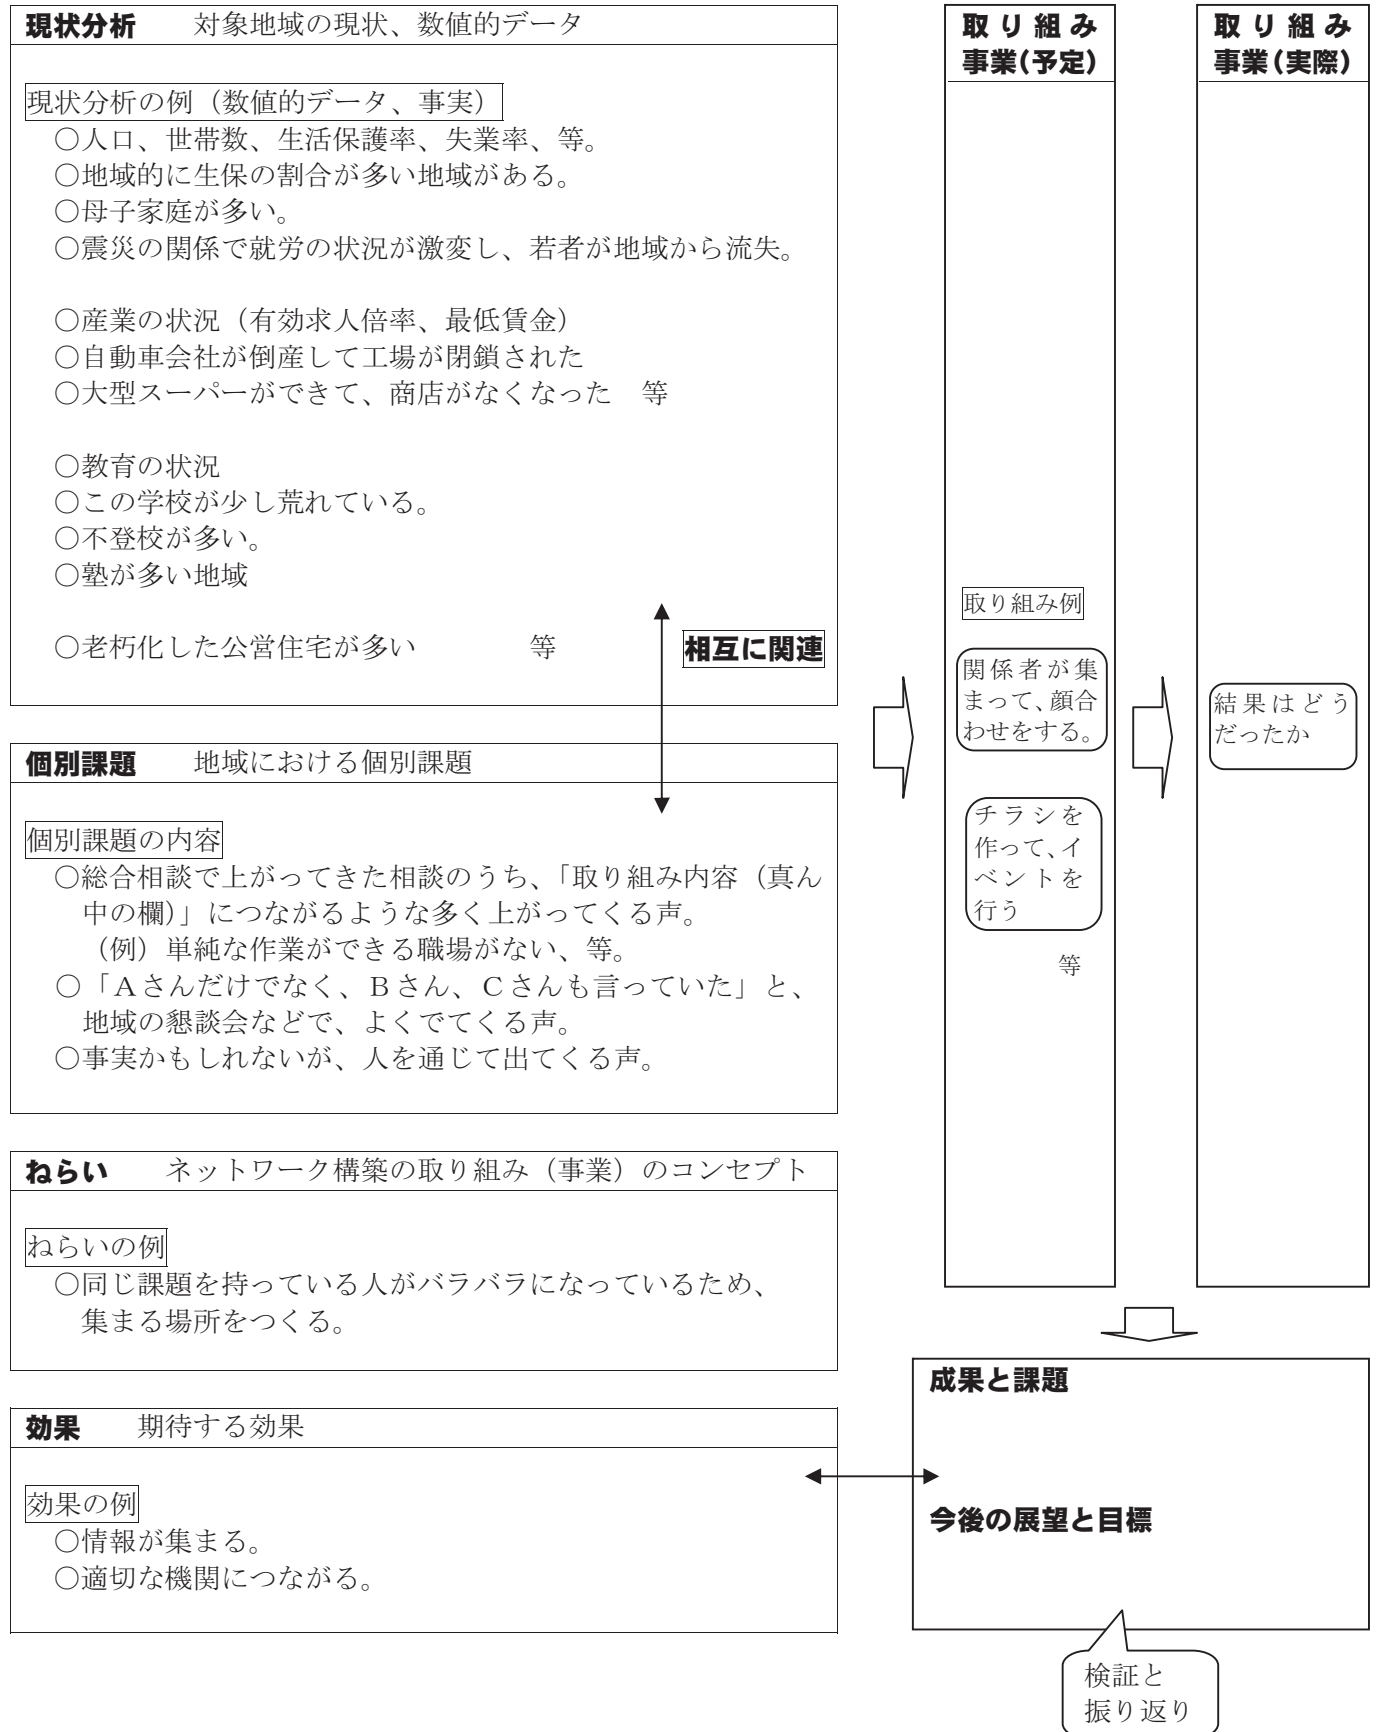 現状分析　　対象地域の現状、数値的データ
現状分析の例（数値的データ、事実）
○人口、世帯数、生活保護率、失業率、等。
○地域的に生保の割合が多い地域がある。
○母子家庭が多い。
○震災の関係で就労の状況が激変し、若者が地域から流失。
○産業の状況（有効求人倍率、最低賃金）
○自動車会社が倒産して工場が閉鎖された
○大型スーパーができて、商店がなくなった　等
○教育の状況
○この学校が少し荒れている。
○不登校が多い。
○塾が多い地域
○老朽化した公営住宅が多い　　　等
相互に関連
個別課題　　地域における個別課題
個別課題の内容
○総合相談で上がってきた相談のうち、「取り組み内容（真ん
中の欄）」につながるような多く上がってくる声。
（例）単純な作業ができる職場がない、等。
○「Ａさんだけでなく、Ｂさん、Ｃさんも言っていた」と、
地域の懇談会などで、よくでてくる声。
○事実かもしれないが、人を通じて出てくる声。
ねらい　　ネットワーク構築の取り組み（事業）のコンセプト
ねらいの例
○同じ課題を持っている人がバラバラになっているため、
集まる場所をつくる。
効果　　期待する効果
効果の例
○情報が集まる。
○適切な機関につながる。
取り組み
事業（予定）
取り組み例
関係者が集
まって、顔合
わせをする。
チラシを
作って、イ
ベントを
行う
等
取り組み
事業（実際）
結果はどう
だったか
成果と課題
今後の展望と目標
検証と
振り返り